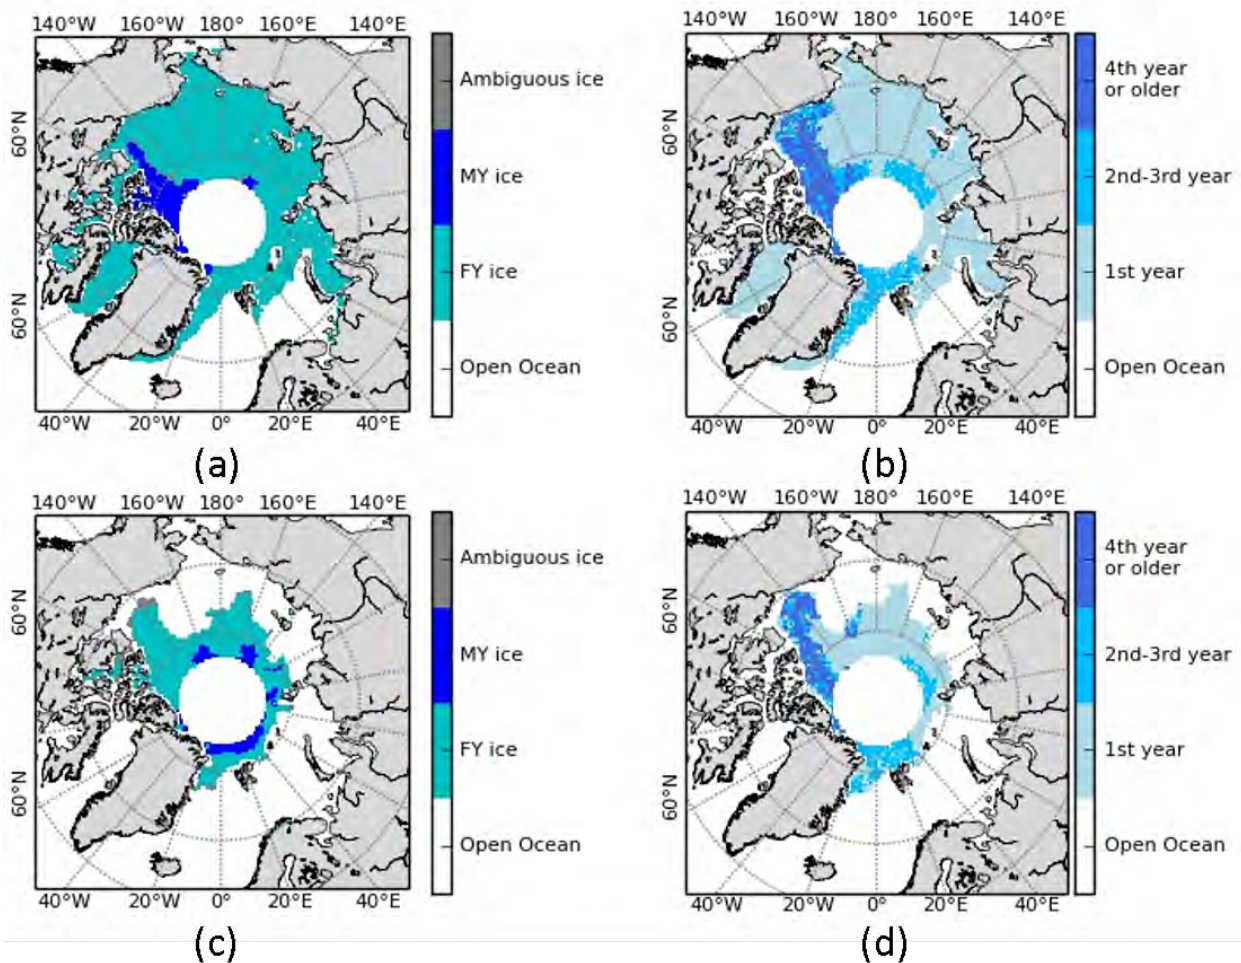 140°W 160°W 180° 160°E 140°E
60°N
60°N
40°W 20°W 0° 20°E 40°E
Ambiguous ice
MY ice
FY ice
Open Ocean
(a)
140°W 160°W 180° 160°E 140°E
60°N
60°N
40°W 20°W 0° 20°E 40°E
4th year
or older
2nd-3rd year
1st year
Open Ocean
(b)
140°W 160°W 180° 160°E 140°E
60°N
60°N
40°W 20°W 0° 20°E 40°E
Ambiguous ice
MY ice
FY ice
Open Ocean
(c)
140°W 160°W 180° 160°E 140°E
60°N
60°N
40°W 20°W 0° 20°E 40°E
4th year
or older
2nd-3rd year
1st year
Open Ocean
(d)